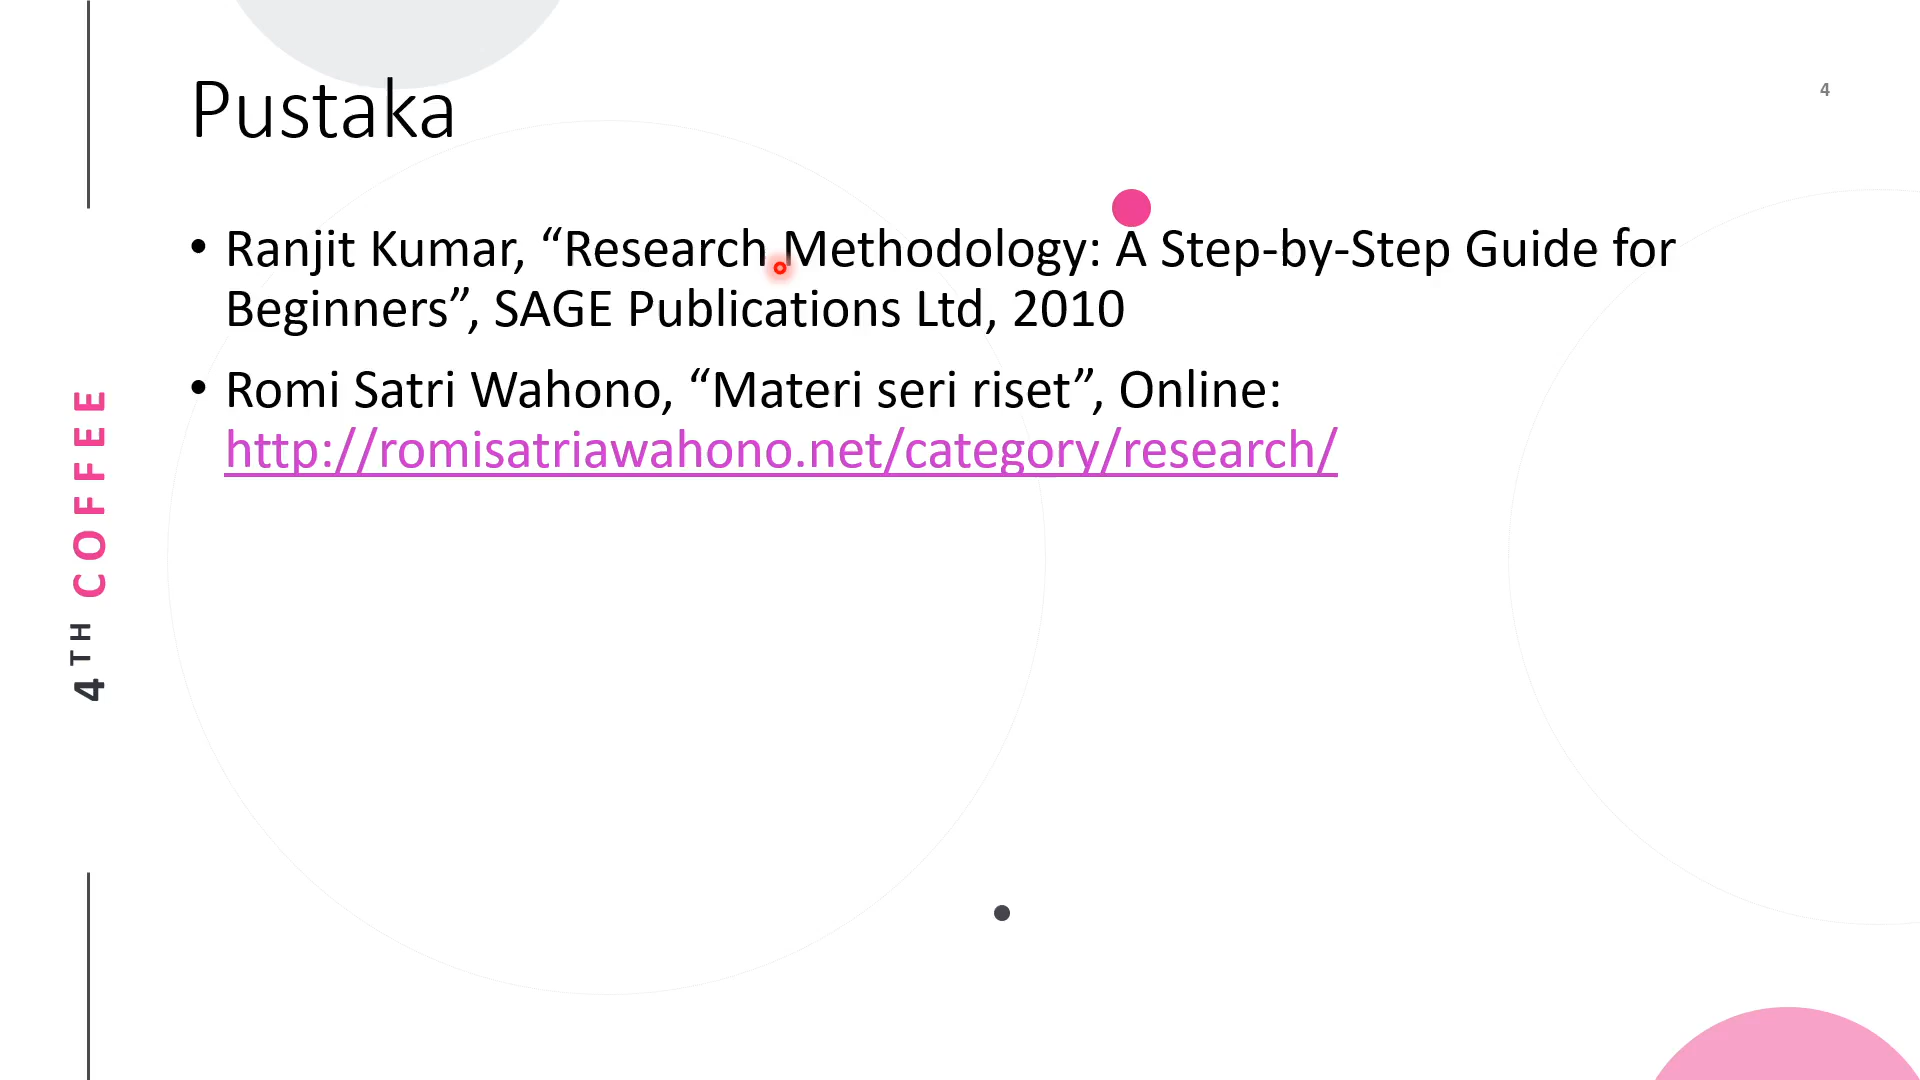 Pustaka
4
• Ranjit Kumar, “Research Methodology: A Step-by-Step Guide for
Beginners”, SAGE Publications Ltd, 2010
• Romi Satri Wahono, “Materi seri riset”, Online:
http://romisatriawahono.net/category/research/
4TH COFFEE